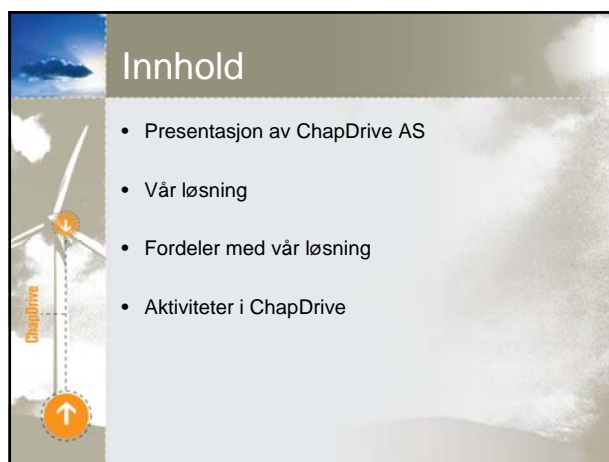 Innhold
• Presentasjon av ChapDrive AS
• Vår løsning
• Fordeler med vår løsning
• Aktiviteter i ChapDrive
ChapDrive